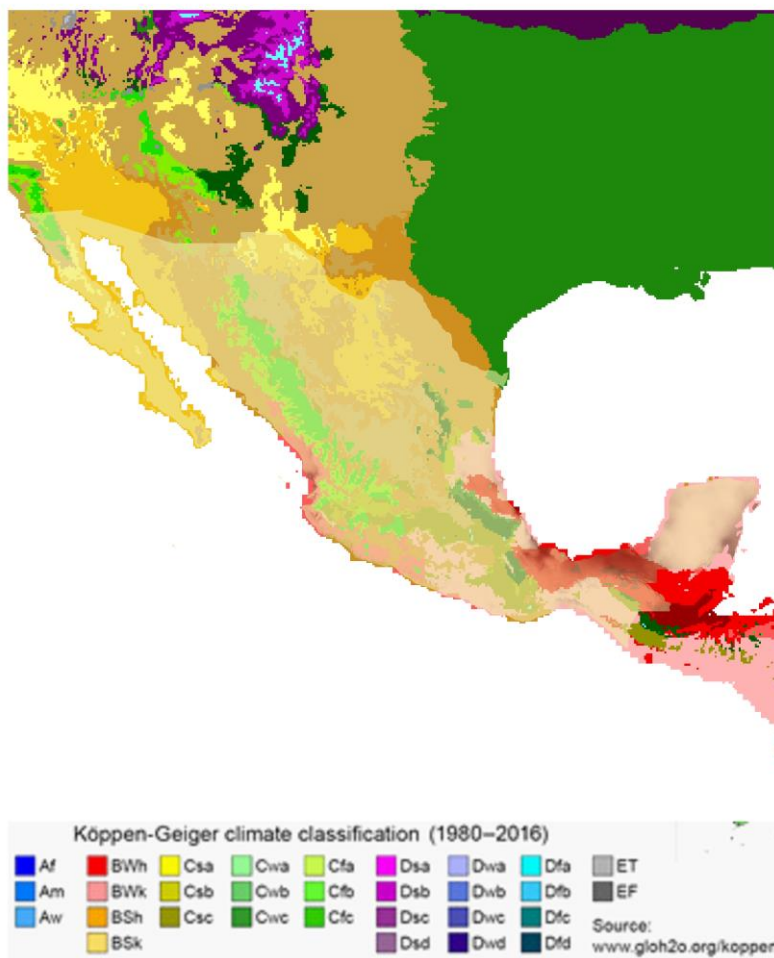 Köppen-Geiger climate classification (1980–2016)
Af BWh Csa Cwa Cfa Dsa Dwa Dfa ET
Am BWk Csb Cwb Cfb Dsb Dwb Dfb EF
Aw BSh Csc Cwc Cfc Dsc Dwc Dfc Source:
BSk Dsd Dwd Dfd www.gloh2o.org/koppen